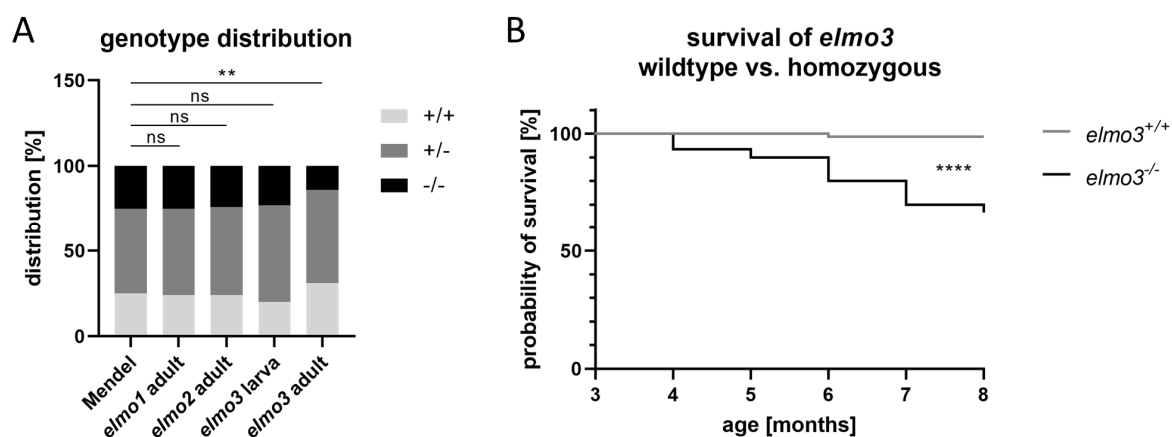 A
genotype distribution
**
ns
ns
ns
150
100
50
0
distribution [%]
+/+
+/-
-/-
Mendel
elmo1 adult
elmo2 adult
elmo3 larva
elmo3 adult
B
survival of elmo3
wildtype vs. homozygous
100
50
0
probability of survival [%]
3 4 5 6 7 8
age [months]
****
elmo3+/+
elmo3-/-